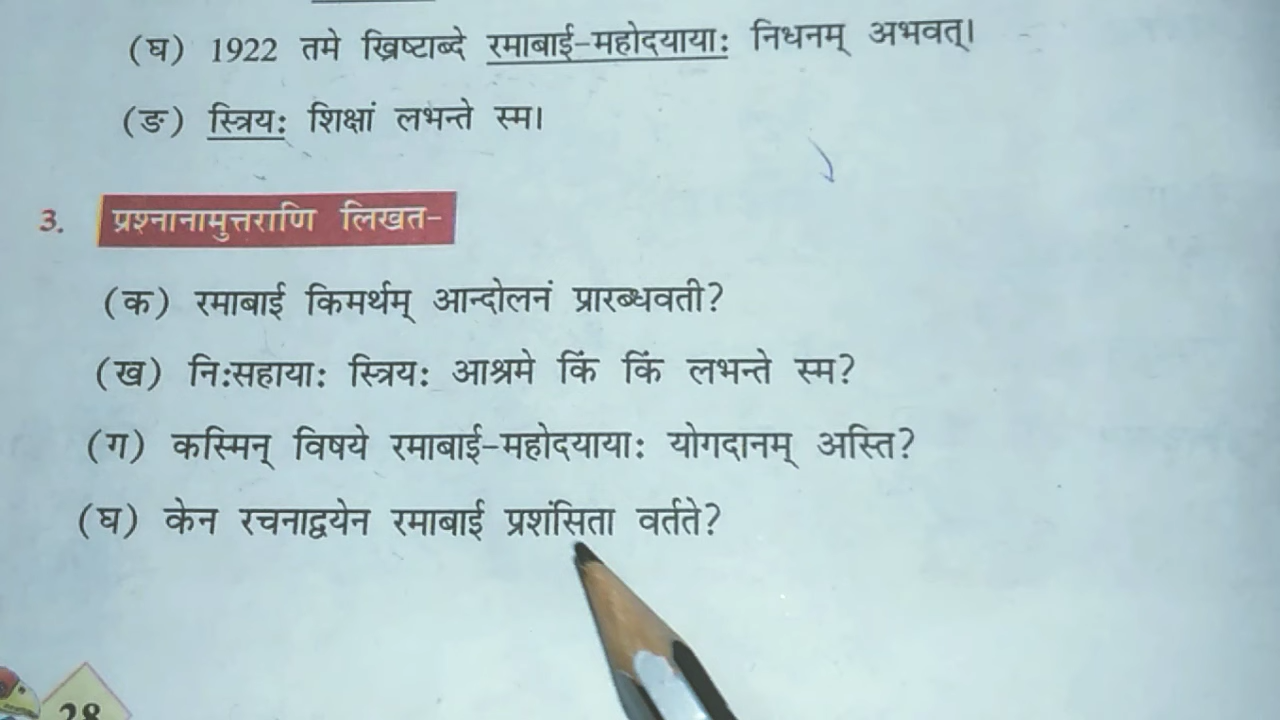 (घ) 1922 तमे ख्रिष्टाब्दे रमाबाई-महोदयायाः निधनम् अभवत्।
(ङ) स्त्रियः शिक्षां लभन्ते स्म।
3. प्रश्नानामुत्तराणि लिखत-
(क) रमाबाई किमर्थम् आन्दोलनं प्रारब्धवती?
(ख) निःसहायाः स्त्रियः आश्रमे किं किं लभन्ते स्म?
(ग) कस्मिन् विषये रमाबाई-महोदयायाः योगदानम् अस्ति?
(घ) केन रचनाद्वयेन रमाबाई प्रशंसिता वर्तते?
28